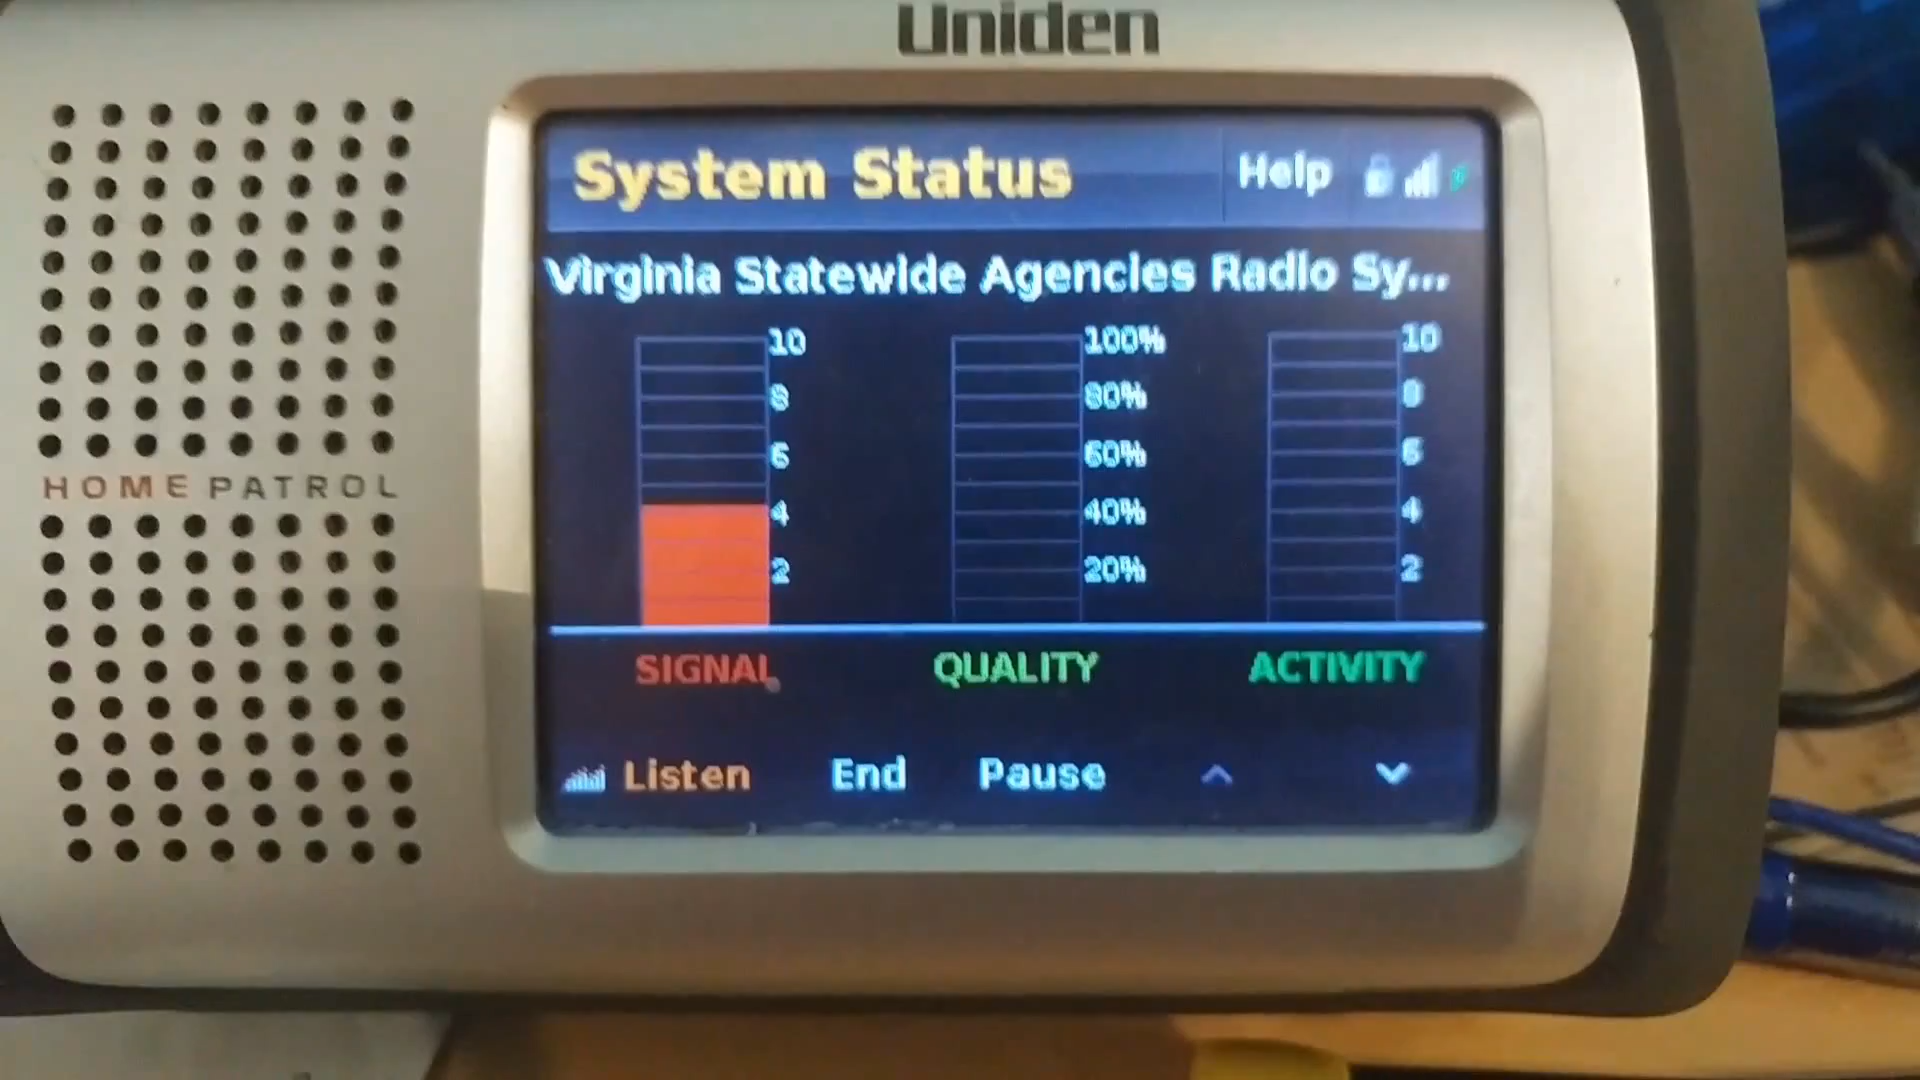 Uniden
System Status Help
Virginia Statewide Agencies Radio Sy...
10 100% 10
8 80% 8
6 60% 6
4 40% 4
2 20% 2
HOME PATROL
SIGNAL QUALITY ACTIVITY
Listen End Pause